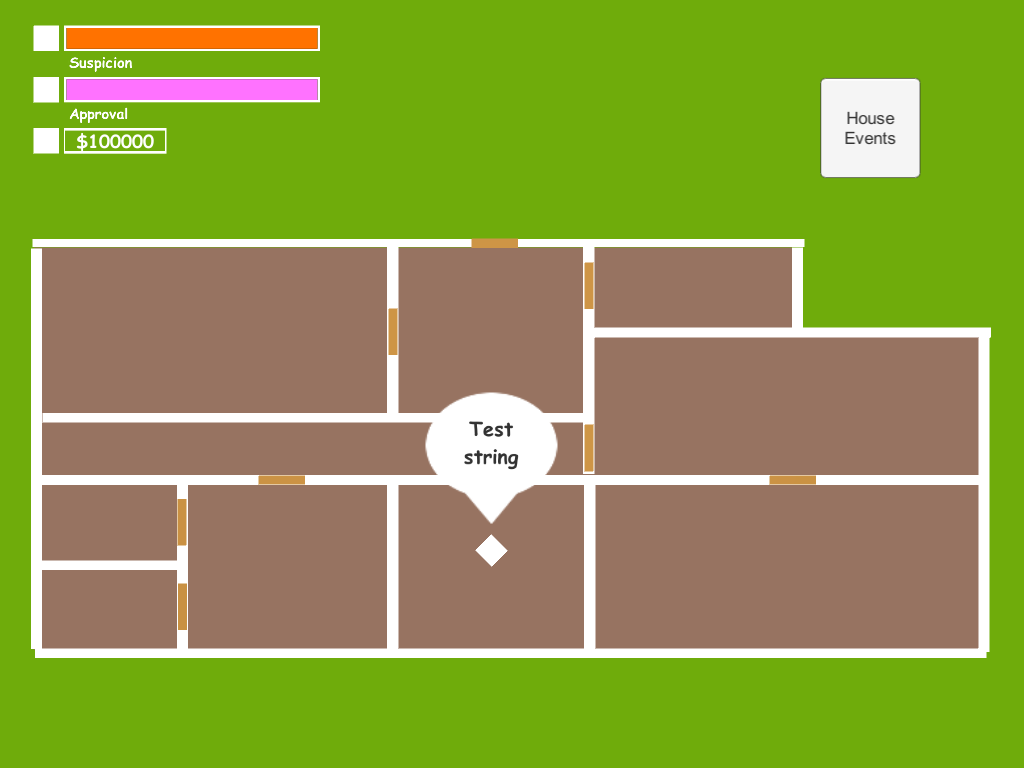 Suspicion
Approval
$100000
House
Events
Test
string